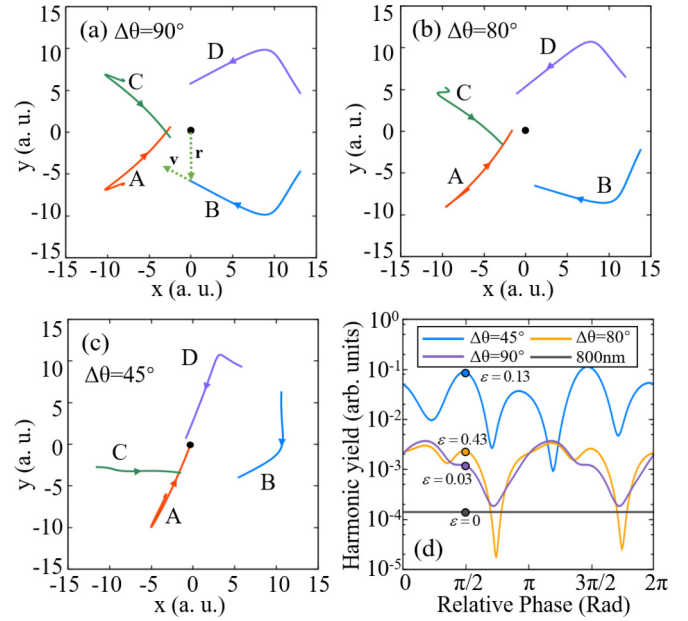 (a) Δθ=90°
15
10
5
0
-5
-10
-15
y (a. u.)
-15 -10 -5 0 5 10 15
x (a. u.)
A
B
C
D
v
r
(b) Δθ=80°
15
10
5
0
-5
-10
-15
y (a. u.)
-15 -10 -5 0 5 10 15
x (a. u.)
A
B
C
D
(c)
Δθ=45°
15
10
5
0
-5
-10
-15
y (a. u.)
-15 -10 -5 0 5 10 15
x (a. u.)
A
B
C
D
Δθ=45° Δθ=80°
Δθ=90° 800nm
10⁰
10⁻¹
10⁻²
10⁻³
10⁻⁴
10⁻⁵
Harmonic yield (arb. units)
ε=0.13
ε=0.43
ε=0.03
ε=0
(d)
0 π/2 π 3π/2 2π
Relative Phase (Rad)